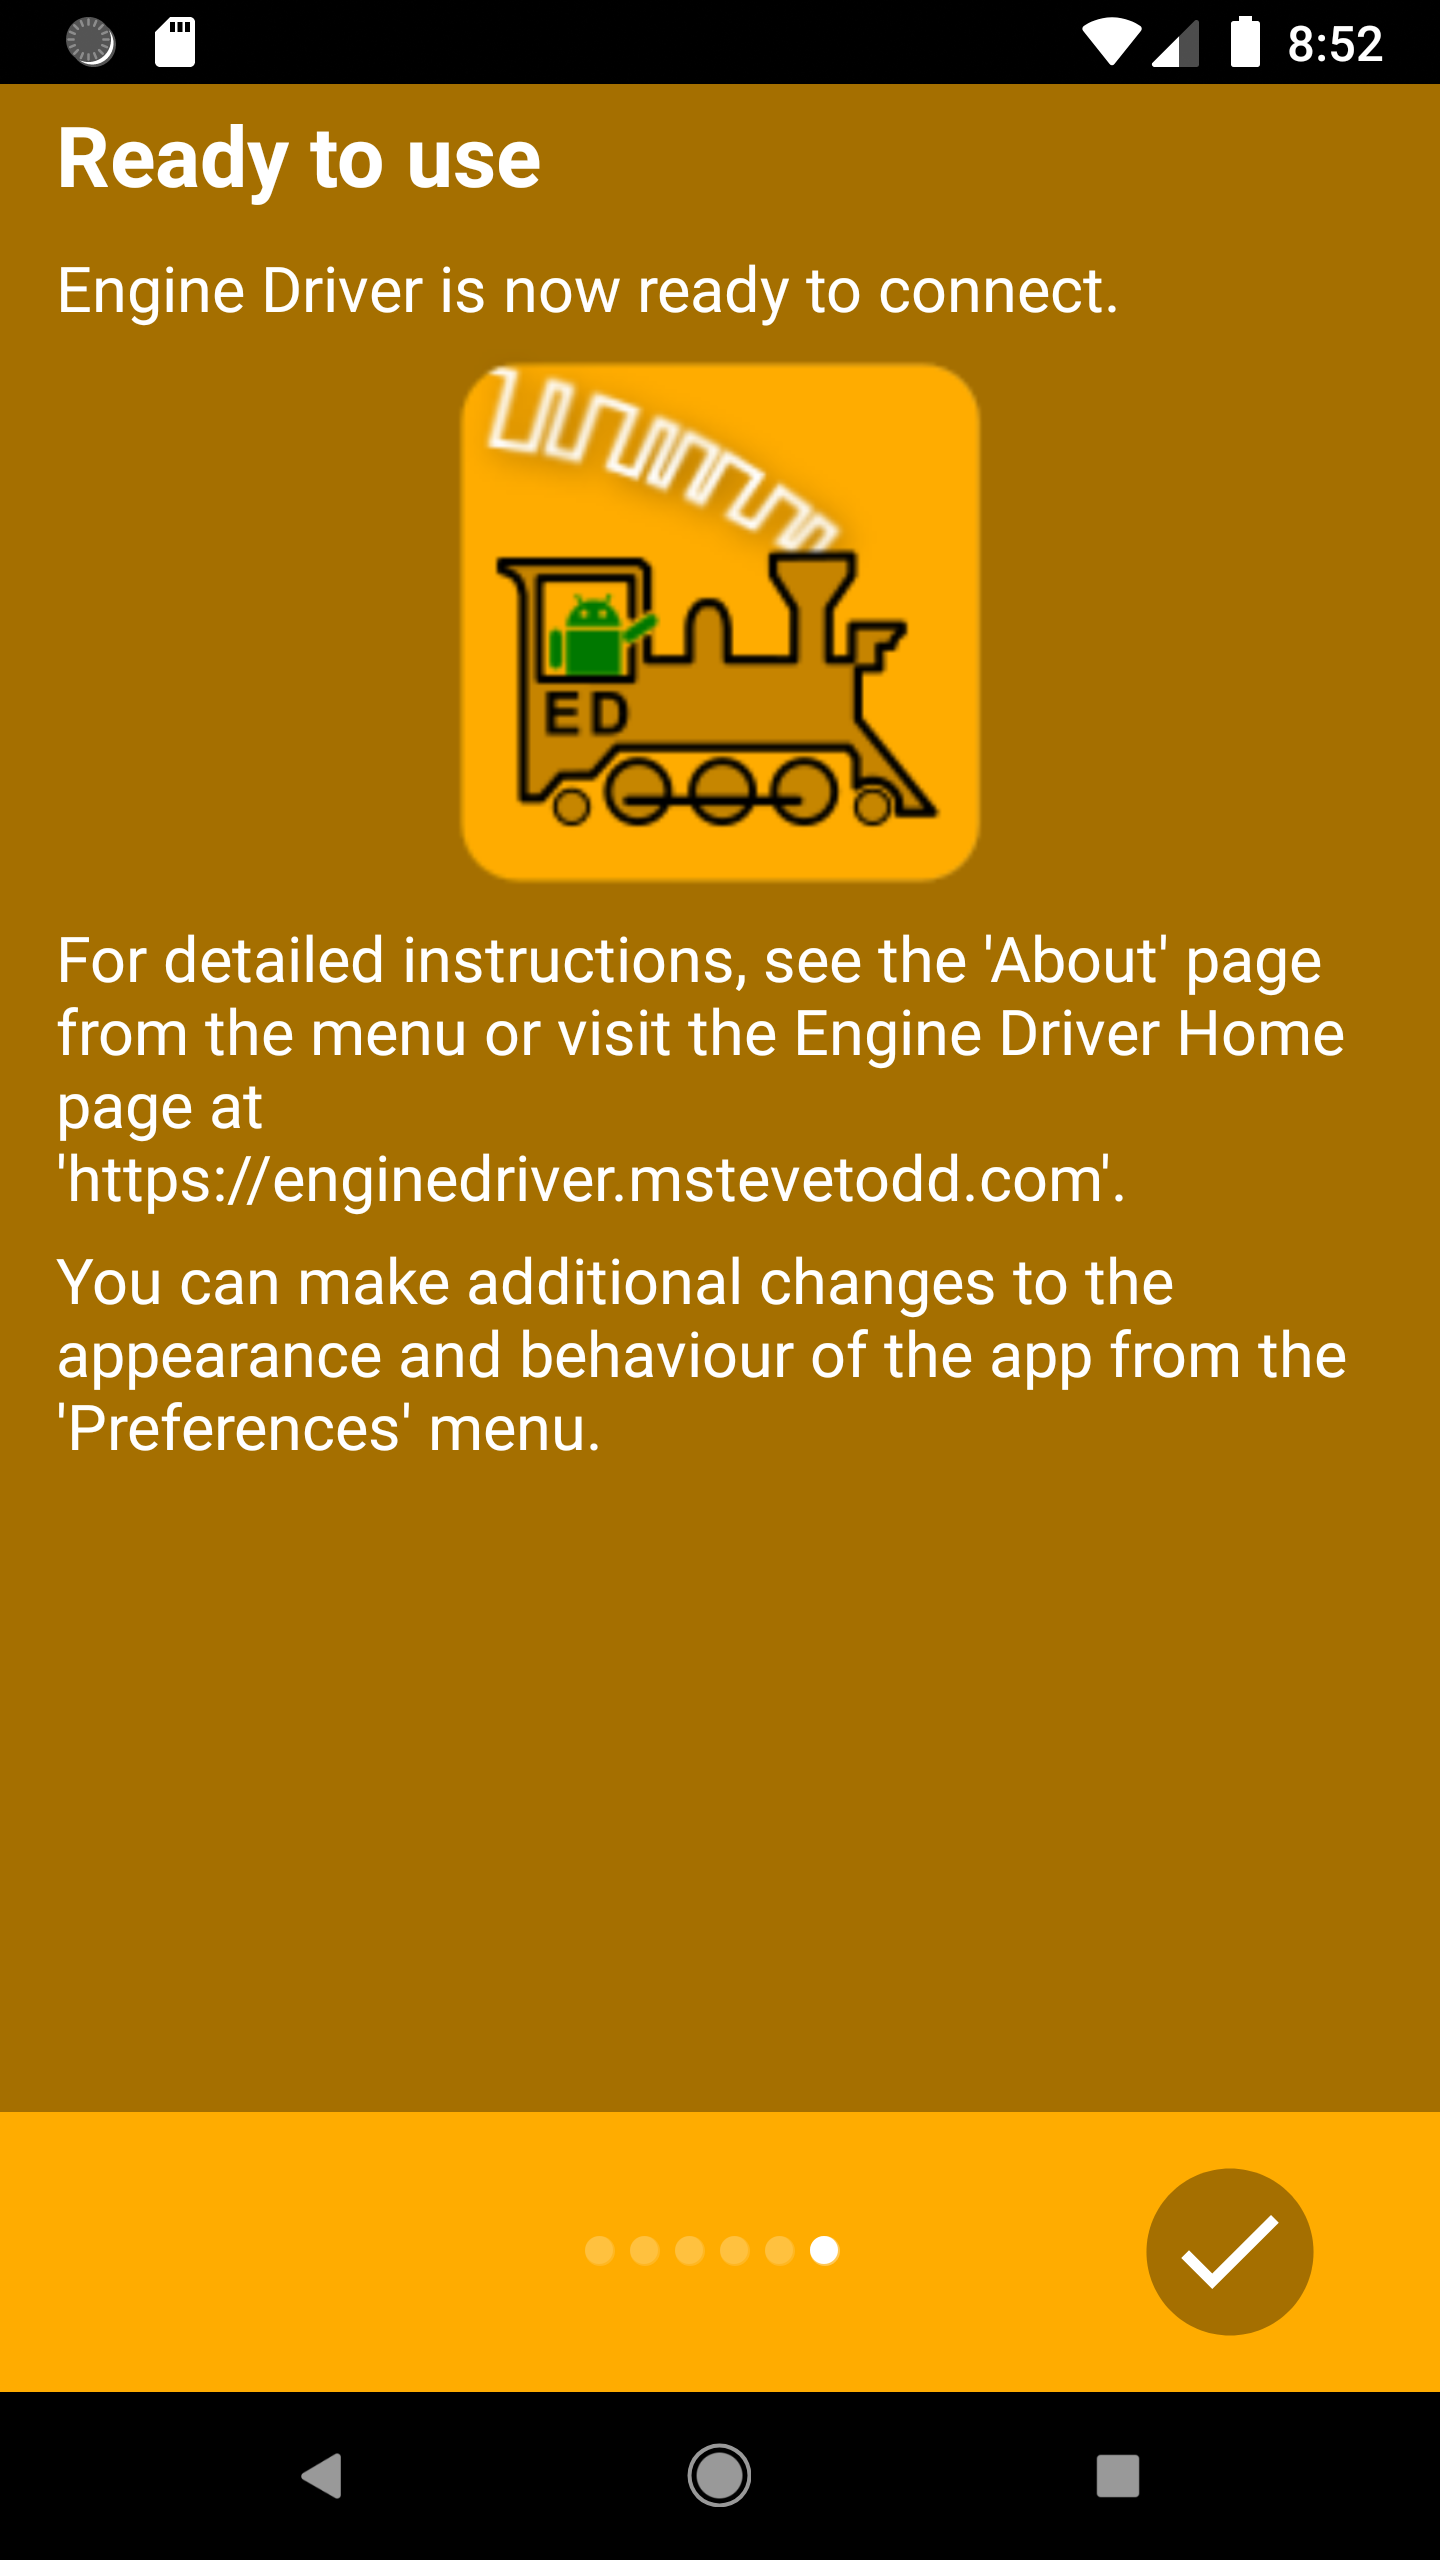 8:52
Ready to use
Engine Driver is now ready to connect.
ED
For detailed instructions, see the 'About' page
from the menu or visit the Engine Driver Home
page at
'https://enginedriver.mstevetodd.com'.
You can make additional changes to the
appearance and behaviour of the app from the
'Preferences' menu.